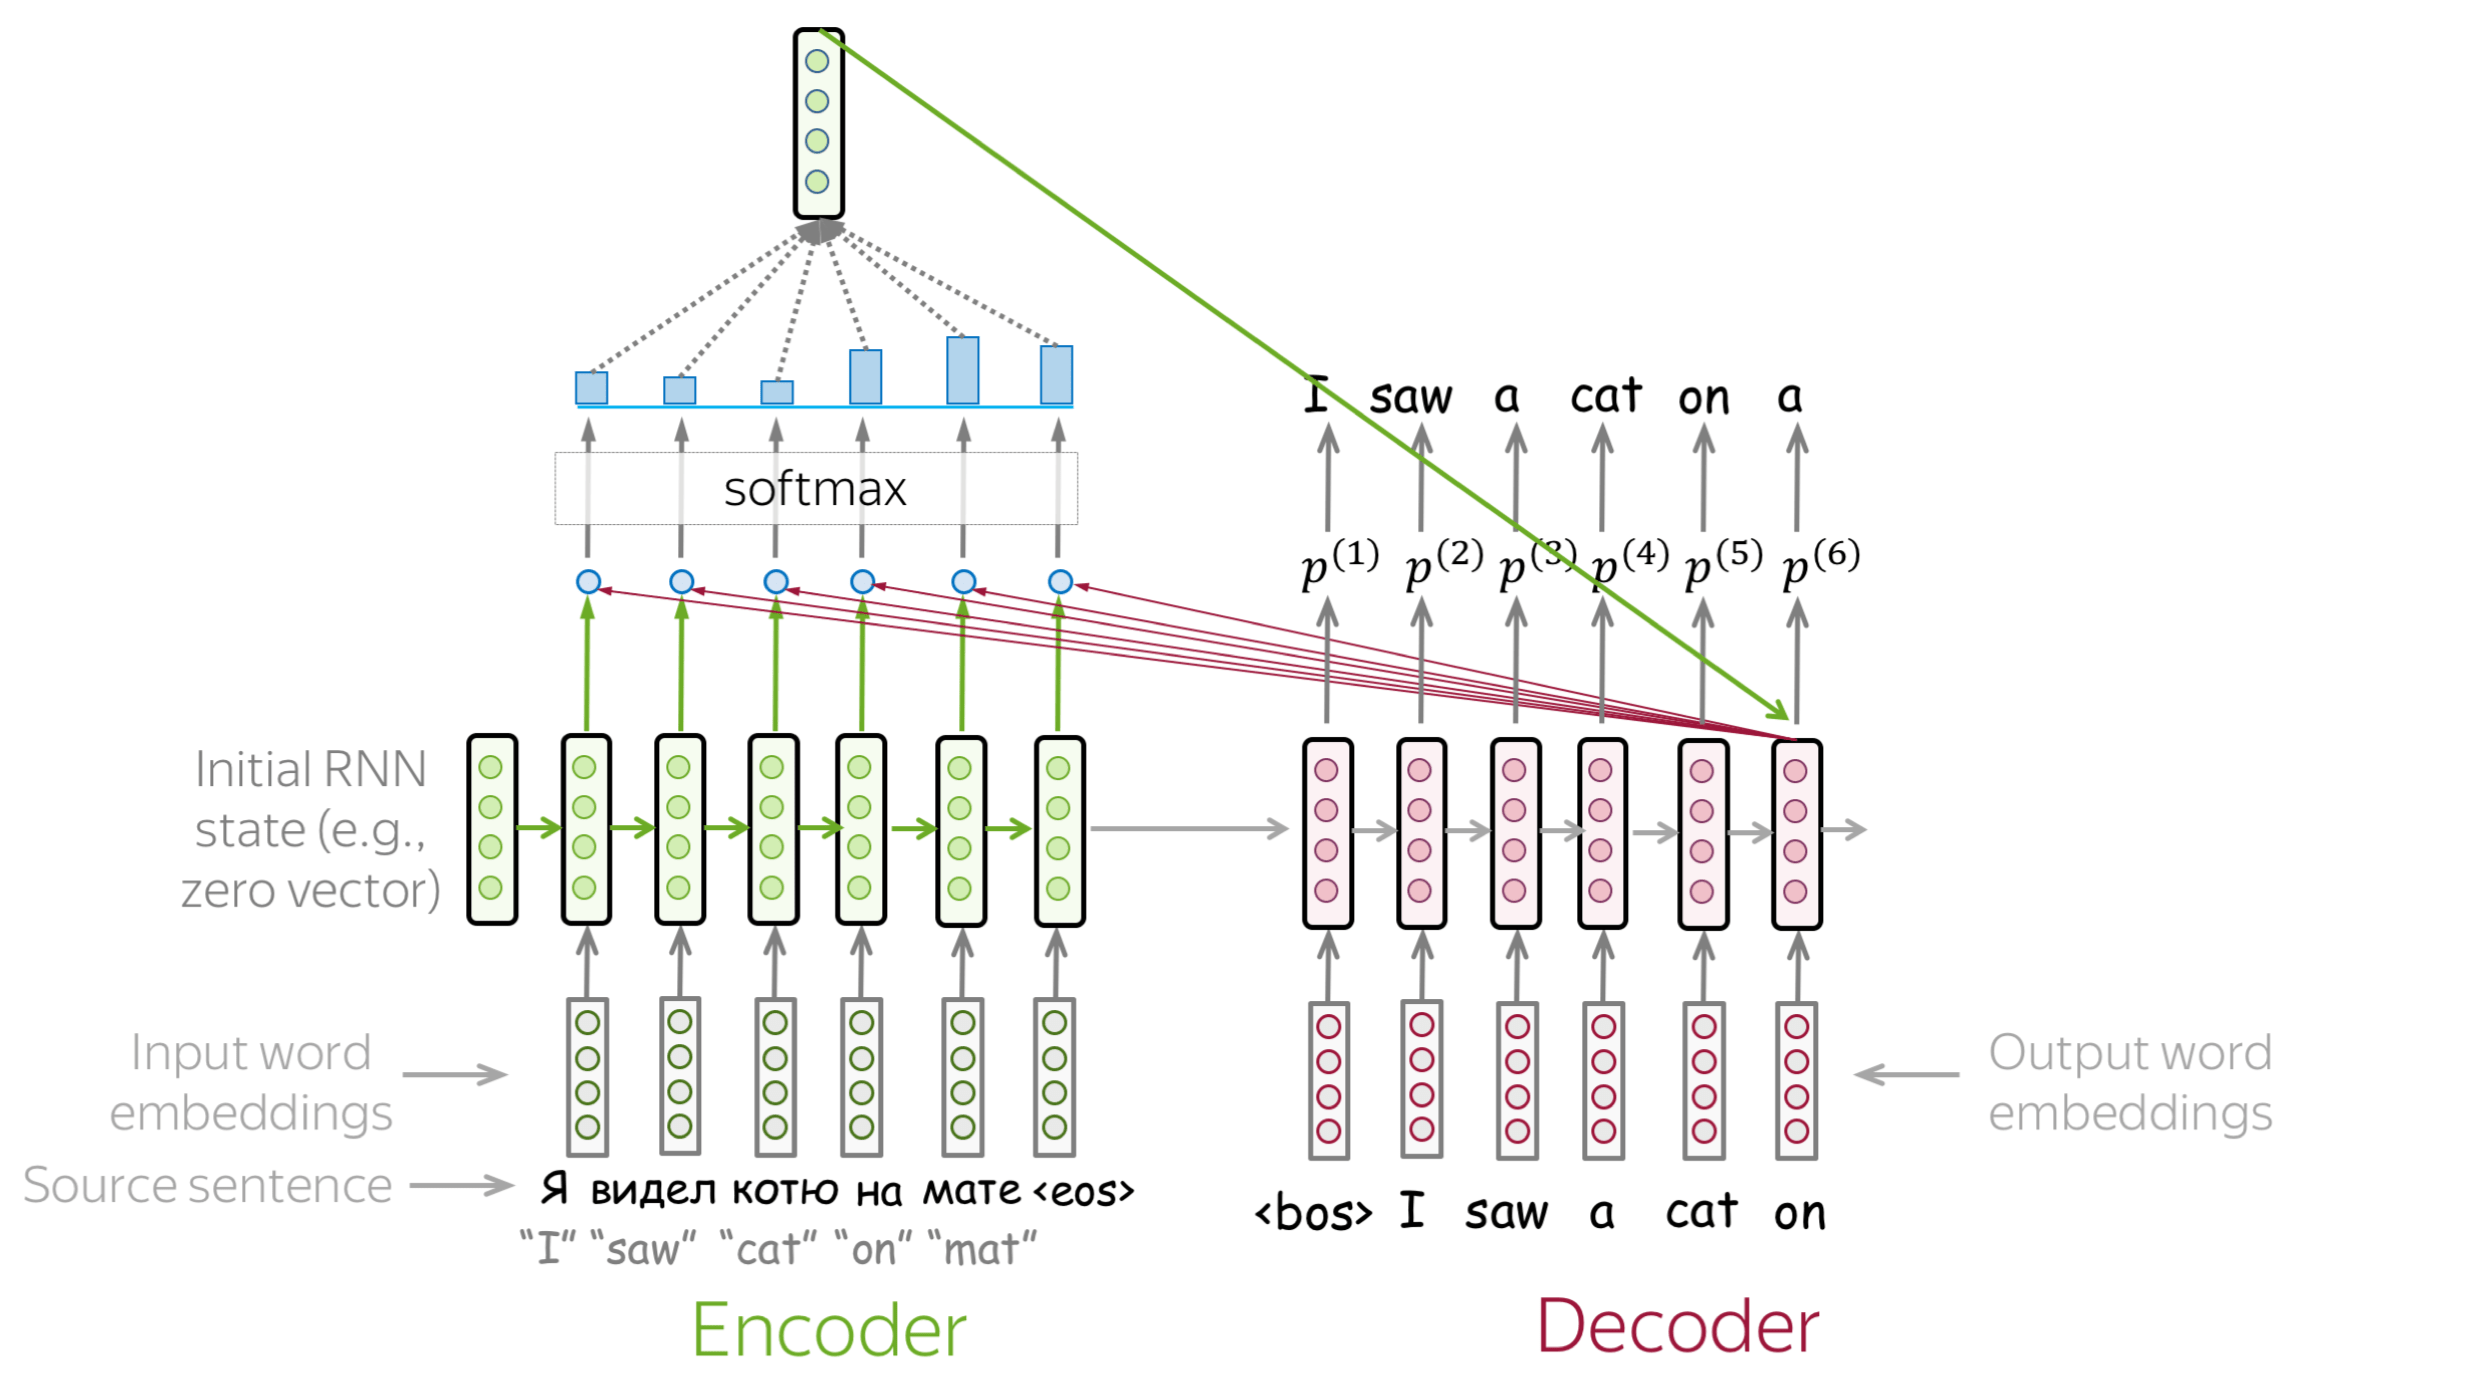 softmax
I saw a cat on a
p(1) p(2) p(3) p(4) p(5) p(6)
Initial RNN
state (e.g.,
zero vector)
Input word
embeddings
Output word
embeddings
Source sentence
Я видел котю на мате <eos>
"I" "saw" "cat" "on" "mat"
<bos> I saw a cat on
Encoder
Decoder